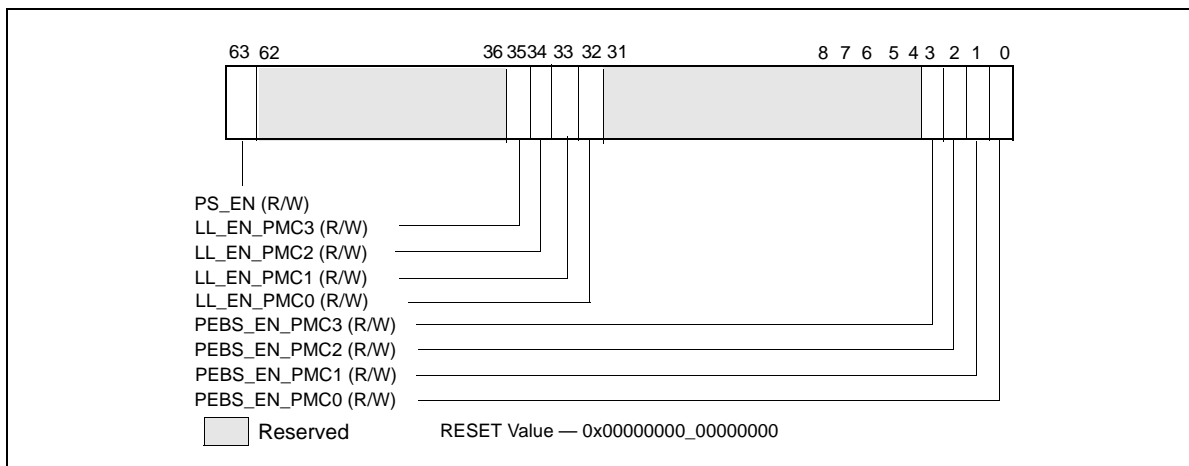 63 62 36 35 34 33 32 31 8 7 6 5 4 3 2 1 0
PS_EN (R/W)
LL_EN_PMC3 (R/W)
LL_EN_PMC2 (R/W)
LL_EN_PMC1 (R/W)
LL_EN_PMC0 (R/W)
PEBS_EN_PMC3 (R/W)
PEBS_EN_PMC2 (R/W)
PEBS_EN_PMC1 (R/W)
PEBS_EN_PMC0 (R/W)
Reserved RESET Value — 0x00000000_00000000